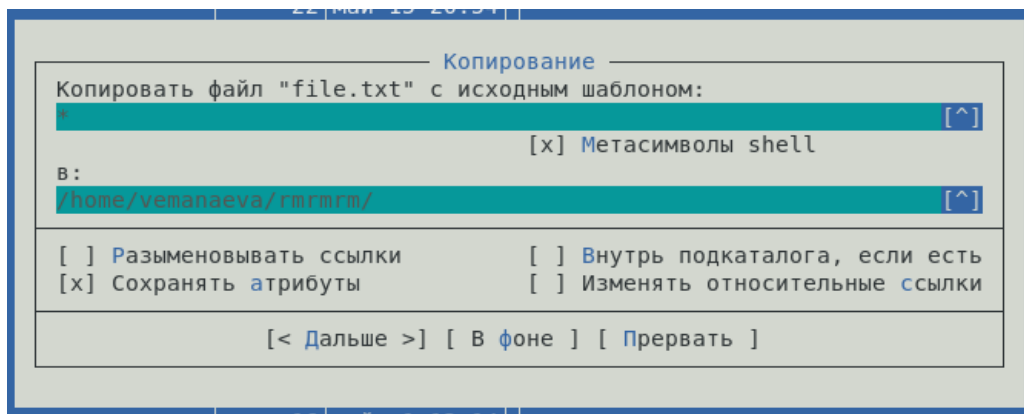 Копирование
Копировать файл "file.txt" с исходным шаблоном:
* [^]
[x] Метасимволы shell
в:
/home/vemanaeva/rmrmrm/ [^]
[ ] Разыменовывать ссылки [ ] Внутрь подкаталога, если есть
[x] Сохранять атрибуты [ ] Изменять относительные ссылки
[< Дальше >] [ В фоне ] [ Прервать ]